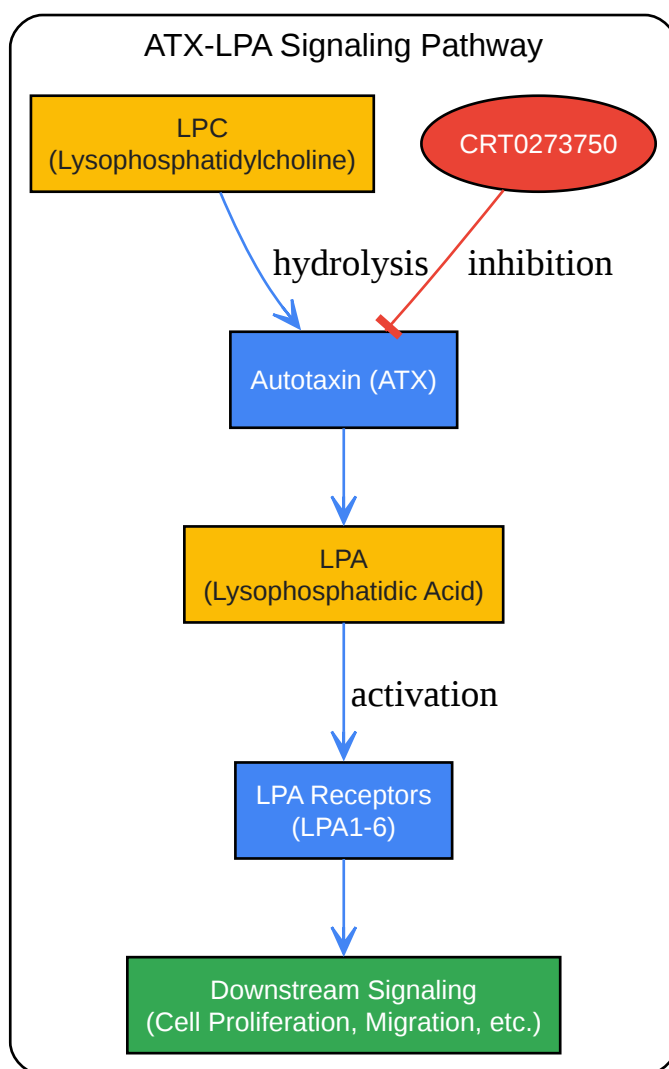 ATX-LPA Signaling Pathway
LPC
(Lysophosphatidylcholine)
CRT0273750
hydrolysis
inhibition
Autotaxin (ATX)
LPA
(Lysophosphatidic Acid)
activation
LPA Receptors
(LPA1-6)
Downstream Signaling
(Cell Proliferation, Migration, etc.)